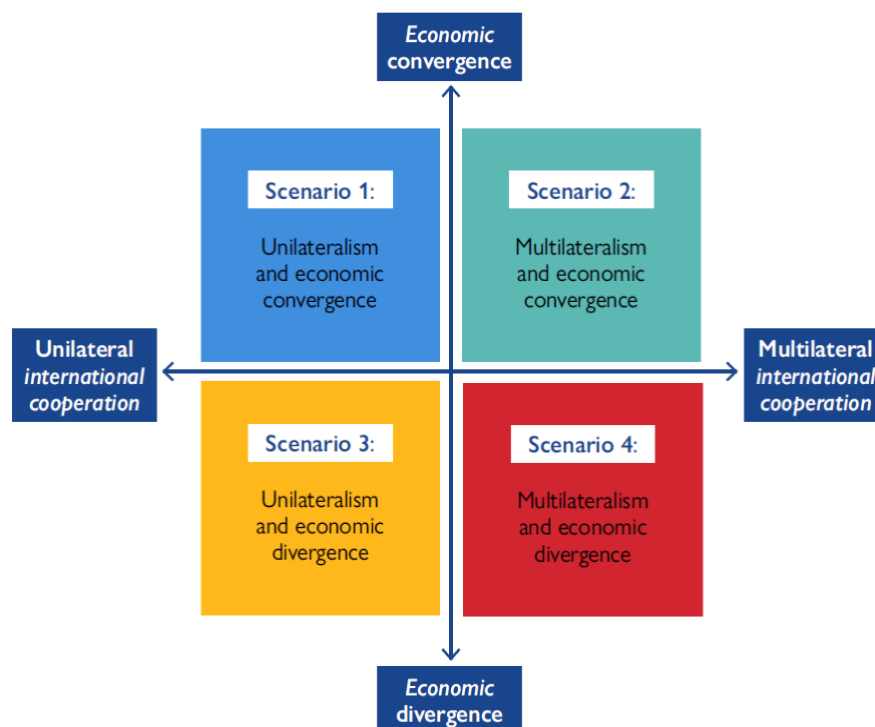 Economic
convergence
Scenario 1:
Unilateralism
and economic
convergence
Scenario 2:
Multilateralism
and economic
convergence
Unilateral
international
cooperation
Multilateral
international
cooperation
Scenario 3:
Unilateralism
and economic
divergence
Scenario 4:
Multilateralism
and economic
divergence
Economic
divergence